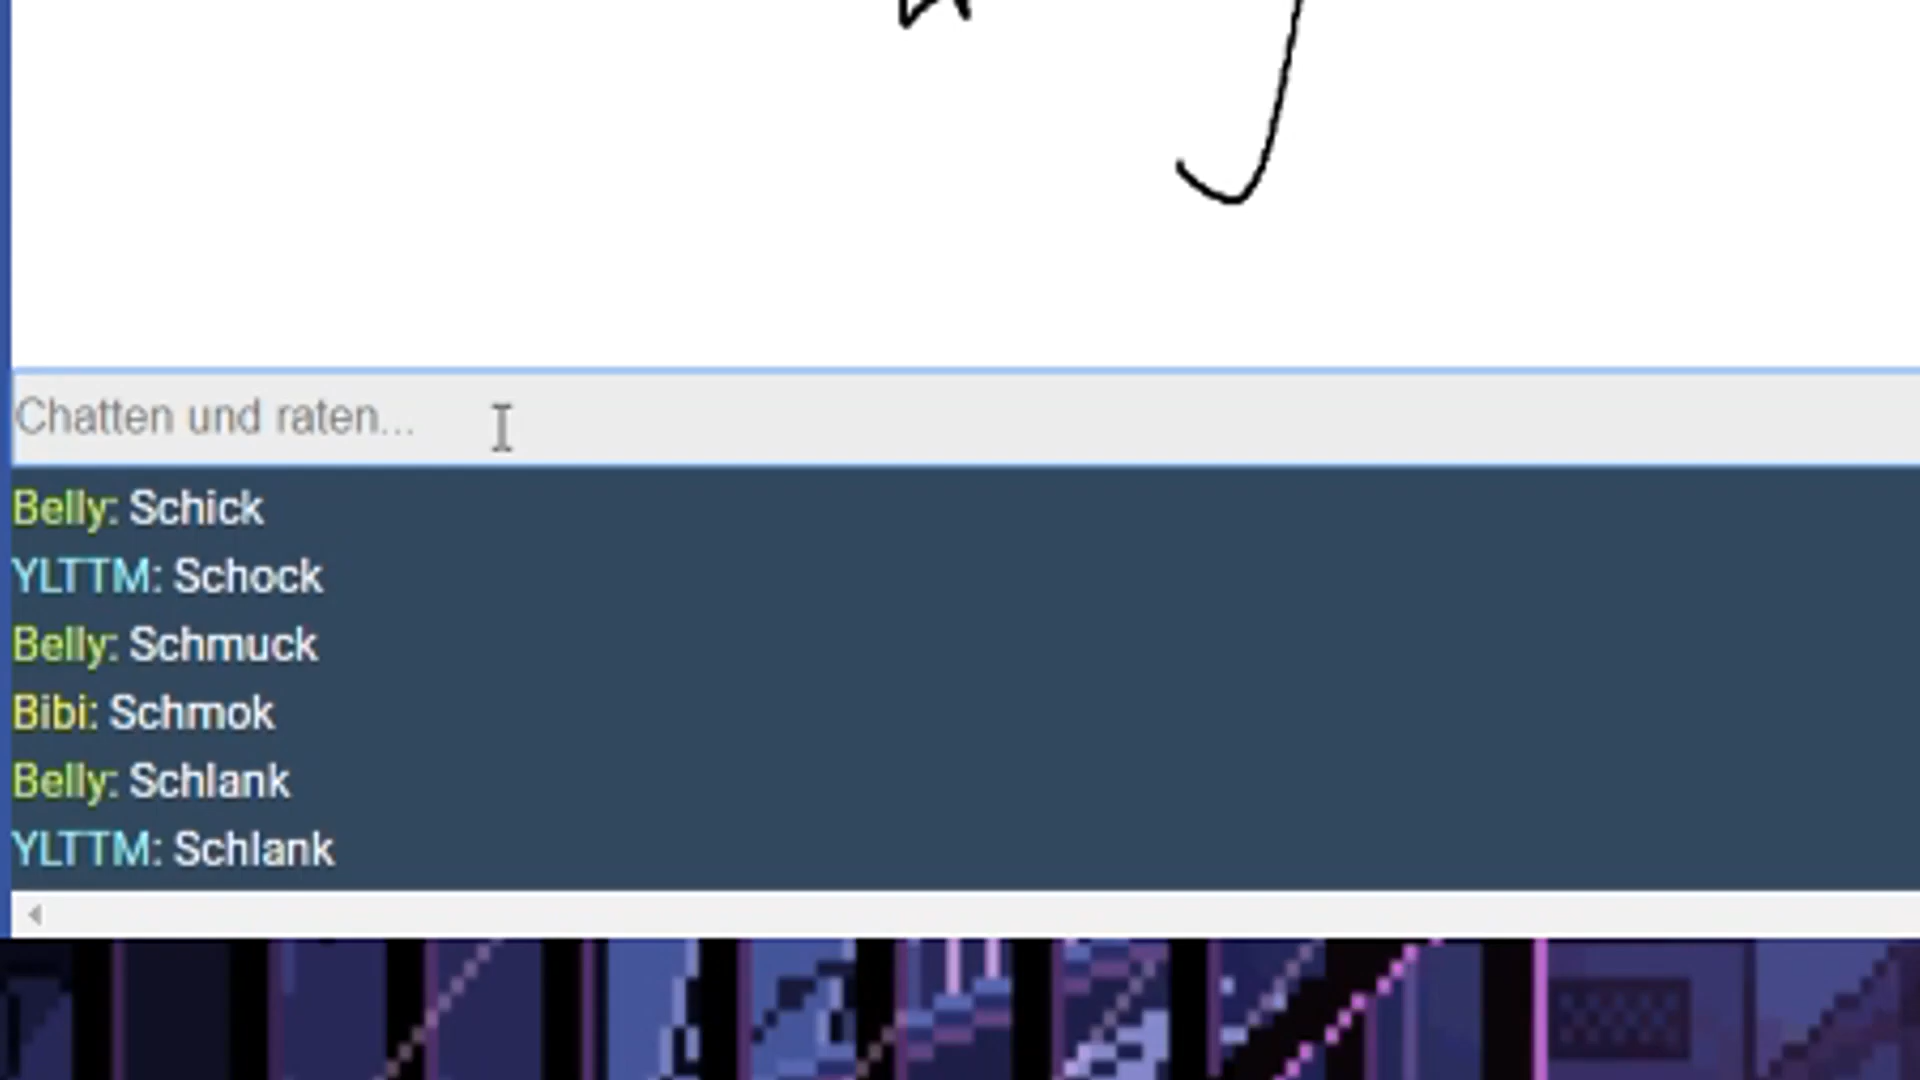 Chatten und raten...
Belly: Schick
YLTTM: Schock
Belly: Schmuck
Bibi: Schmok
Belly: Schlank
YLTTM: Schlank